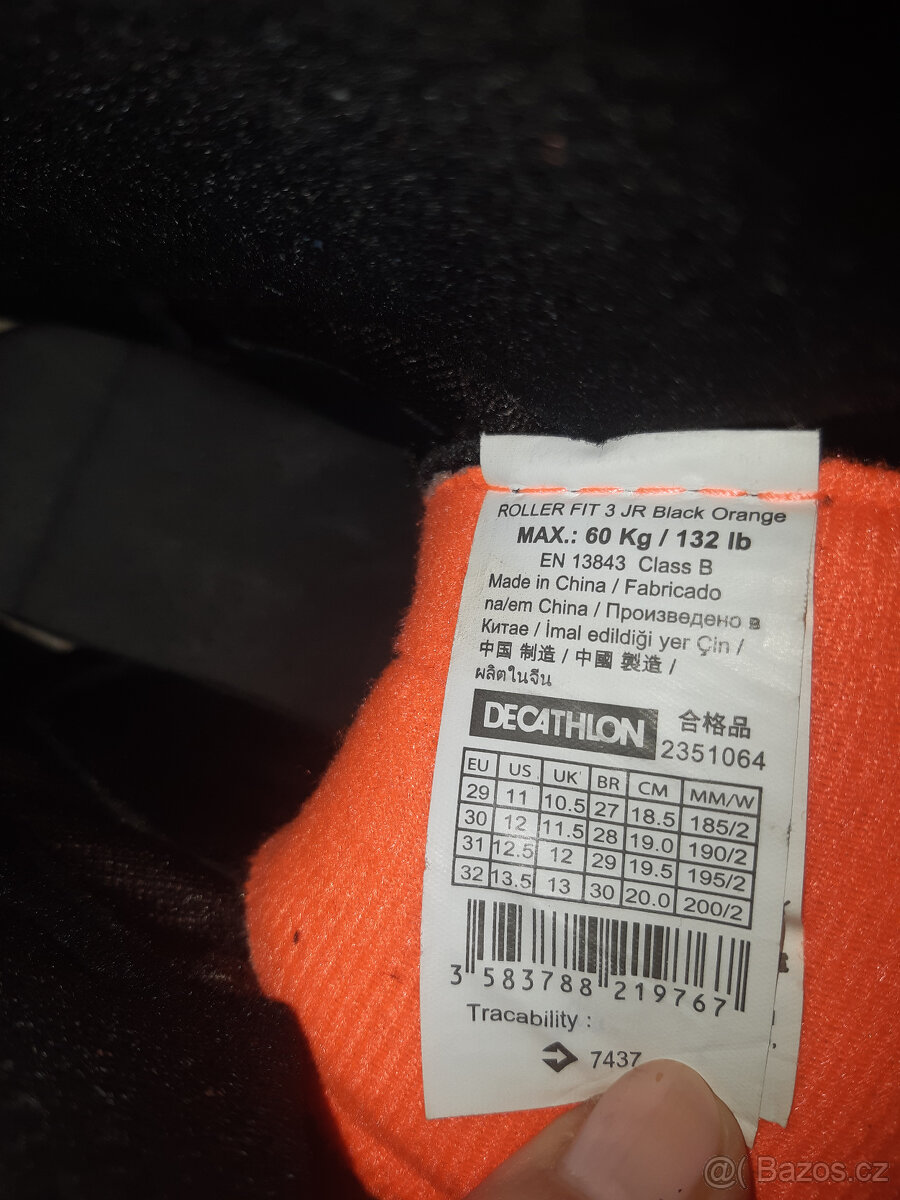 ROLLER FIT 3 JR Black Orange
MAX.: 60 Kg / 132 lb
EN 13843 Class B
Made in China / Fabricado
na/em China / Произведено в
Китае / İmal edildiği yer Çin /
中国 制造 / 中國 製造 /
ผลิตในจีน
DECATHLON 合格品
2351064
EU US UK BR CM MM/W
29 11 10.5 27 18.5 185/2
30 12 11.5 28 19.0 190/2
31 12.5 12 29 19.5 195/2
32 13.5 13 30 20.0 200/2
3 583788 219767
Tracability :
7437
@( Bazos.cz